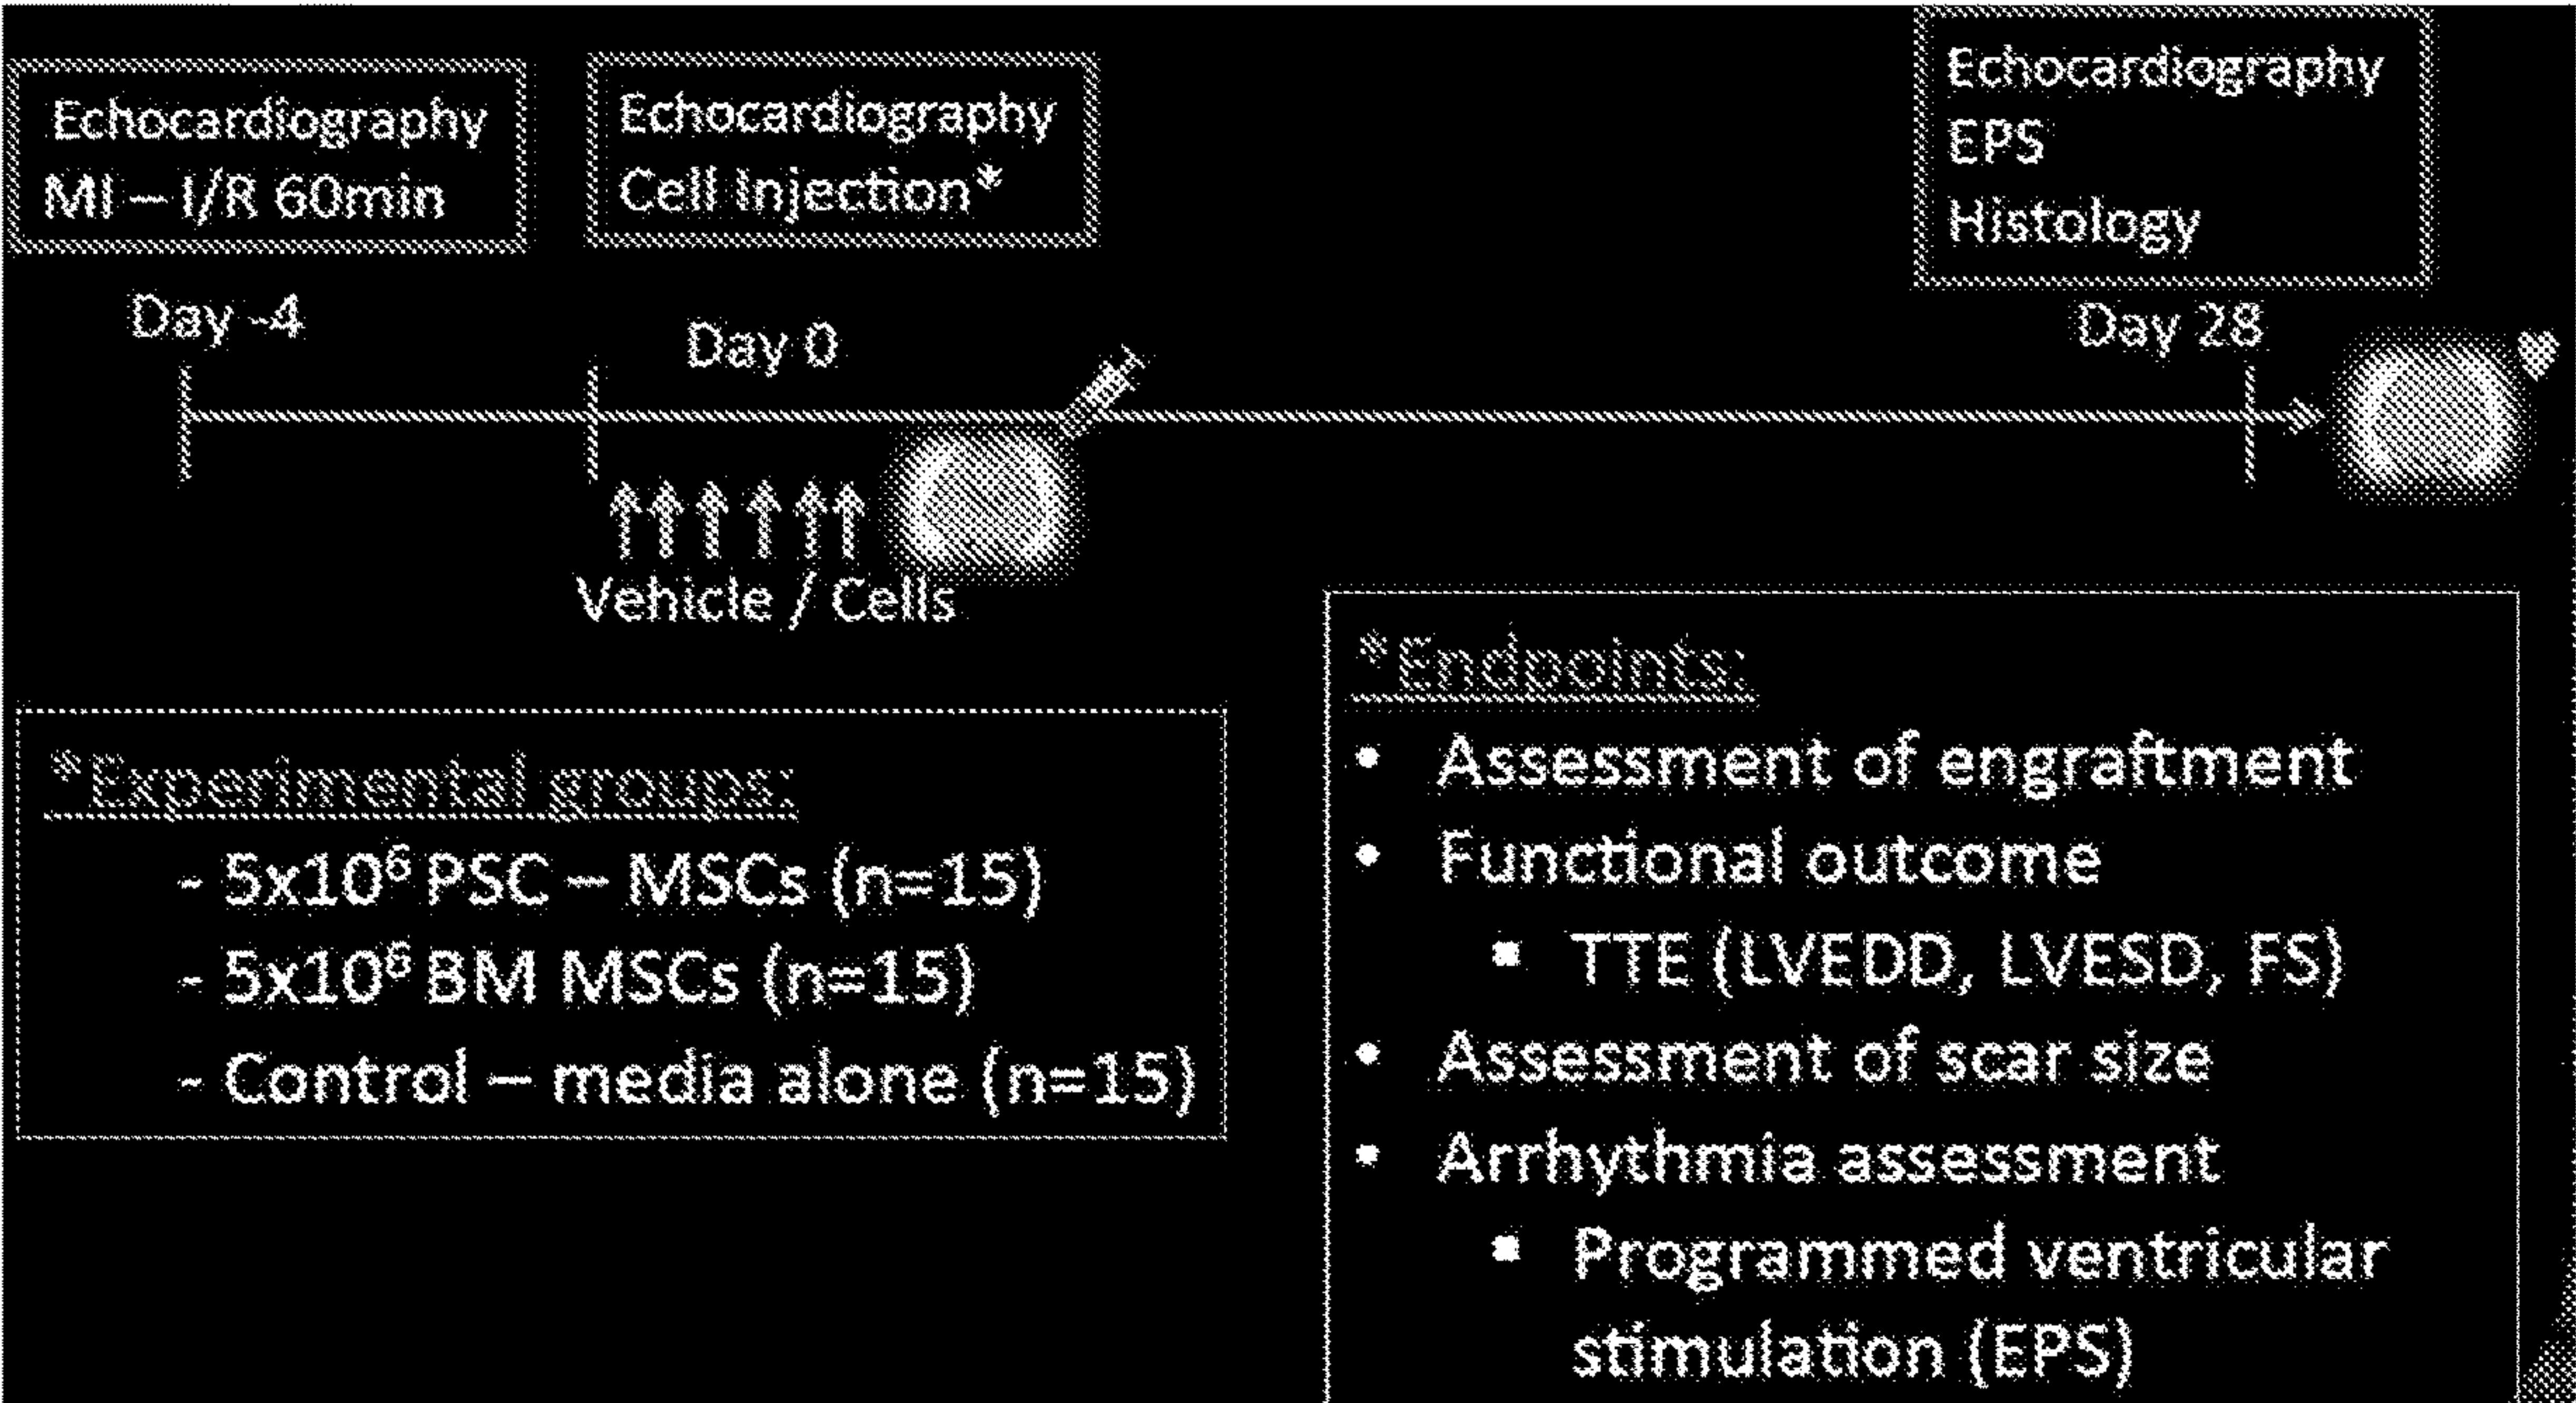 Echocardiography
MI – I/R 60min
Echocardiography
Cell Injection*
Echocardiography
EPS
Histology
Day -4
Day 0
Day 28
Vehicle / Cells
*Experimental groups:
- 5x10⁶ PSC – MSCs (n=15)
- 5x10⁶ BM MSCs (n=15)
- Control – media alone (n=15)
*Endpoints:
• Assessment of engraftment
• Functional outcome
▪ TTE (LVEDD, LVESD, FS)
• Assessment of scar size
• Arrhythmia assessment
▪ Programmed ventricular
stimulation (EPS)